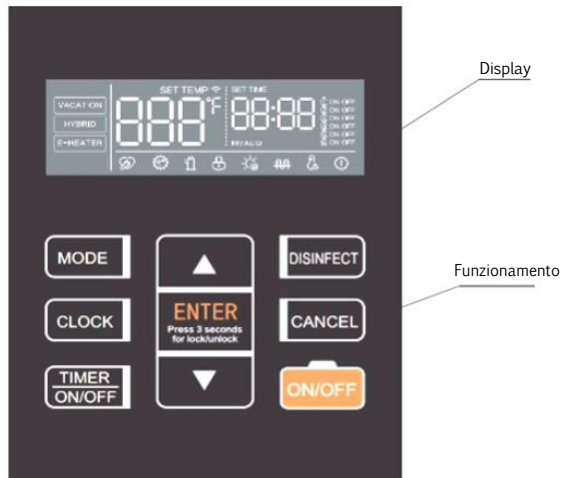 Display
SET TEMP SET TIME
VACATION
HYBRID
E-HEATER
888 °F 88:88
ON OFF
ON OFF
ON OFF
ON OFF
ON OFF
ON OFF
INVALID
Funzionamento
MODE
DISINFECT
ENTER
Press 3 seconds
for lock/unlock
CLOCK
CANCEL
TIMER
ON/OFF
ON/OFF